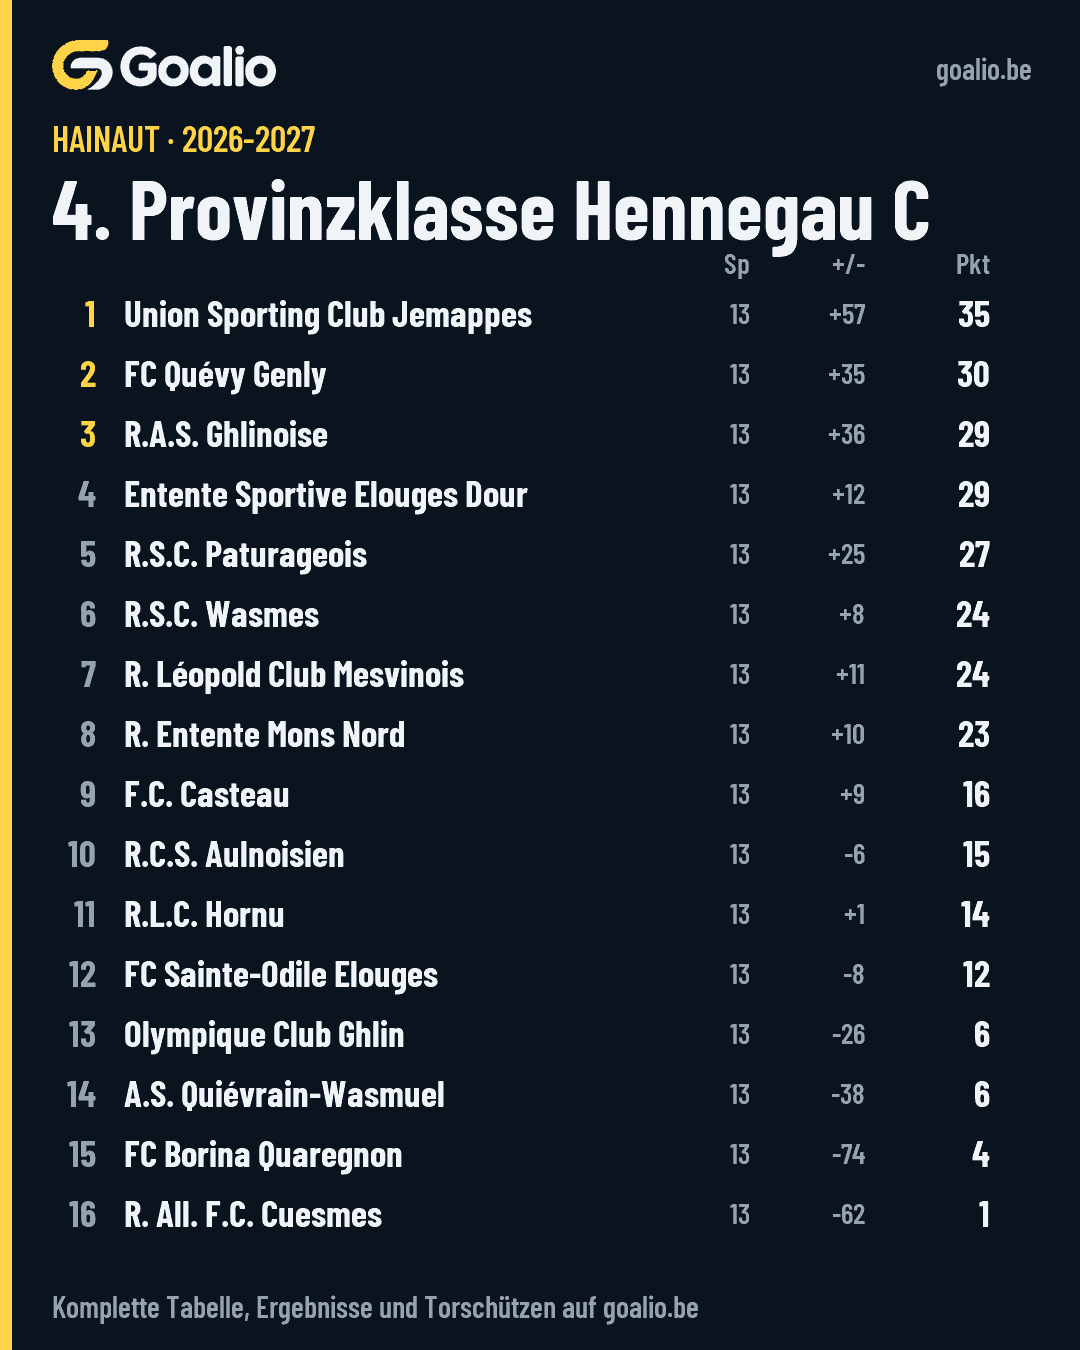 Goalio
goalio.be
HAINAUT · 2026-2027
4. Provinzklasse Hennegau C
Sp +/- Pkt
1 Union Sporting Club Jemappes 13 +57 35
2 FC Quévy Genly 13 +35 30
3 R.A.S. Ghlinoise 13 +36 29
4 Entente Sportive Elouges Dour 13 +12 29
5 R.S.C. Paturageois 13 +25 27
6 R.S.C. Wasmes 13 +8 24
7 R. Léopold Club Mesvinois 13 +11 24
8 R. Entente Mons Nord 13 +10 23
9 F.C. Casteau 13 +9 16
10 R.C.S. Aulnoisien 13 -6 15
11 R.L.C. Hornu 13 +1 14
12 FC Sainte-Odile Elouges 13 -8 12
13 Olympique Club Ghlin 13 -26 6
14 A.S. Quiévrain-Wasmuel 13 -38 6
15 FC Borina Quaregnon 13 -74 4
16 R. All. F.C. Cuesmes 13 -62 1
Komplette Tabelle, Ergebnisse und Torschützen auf goalio.be